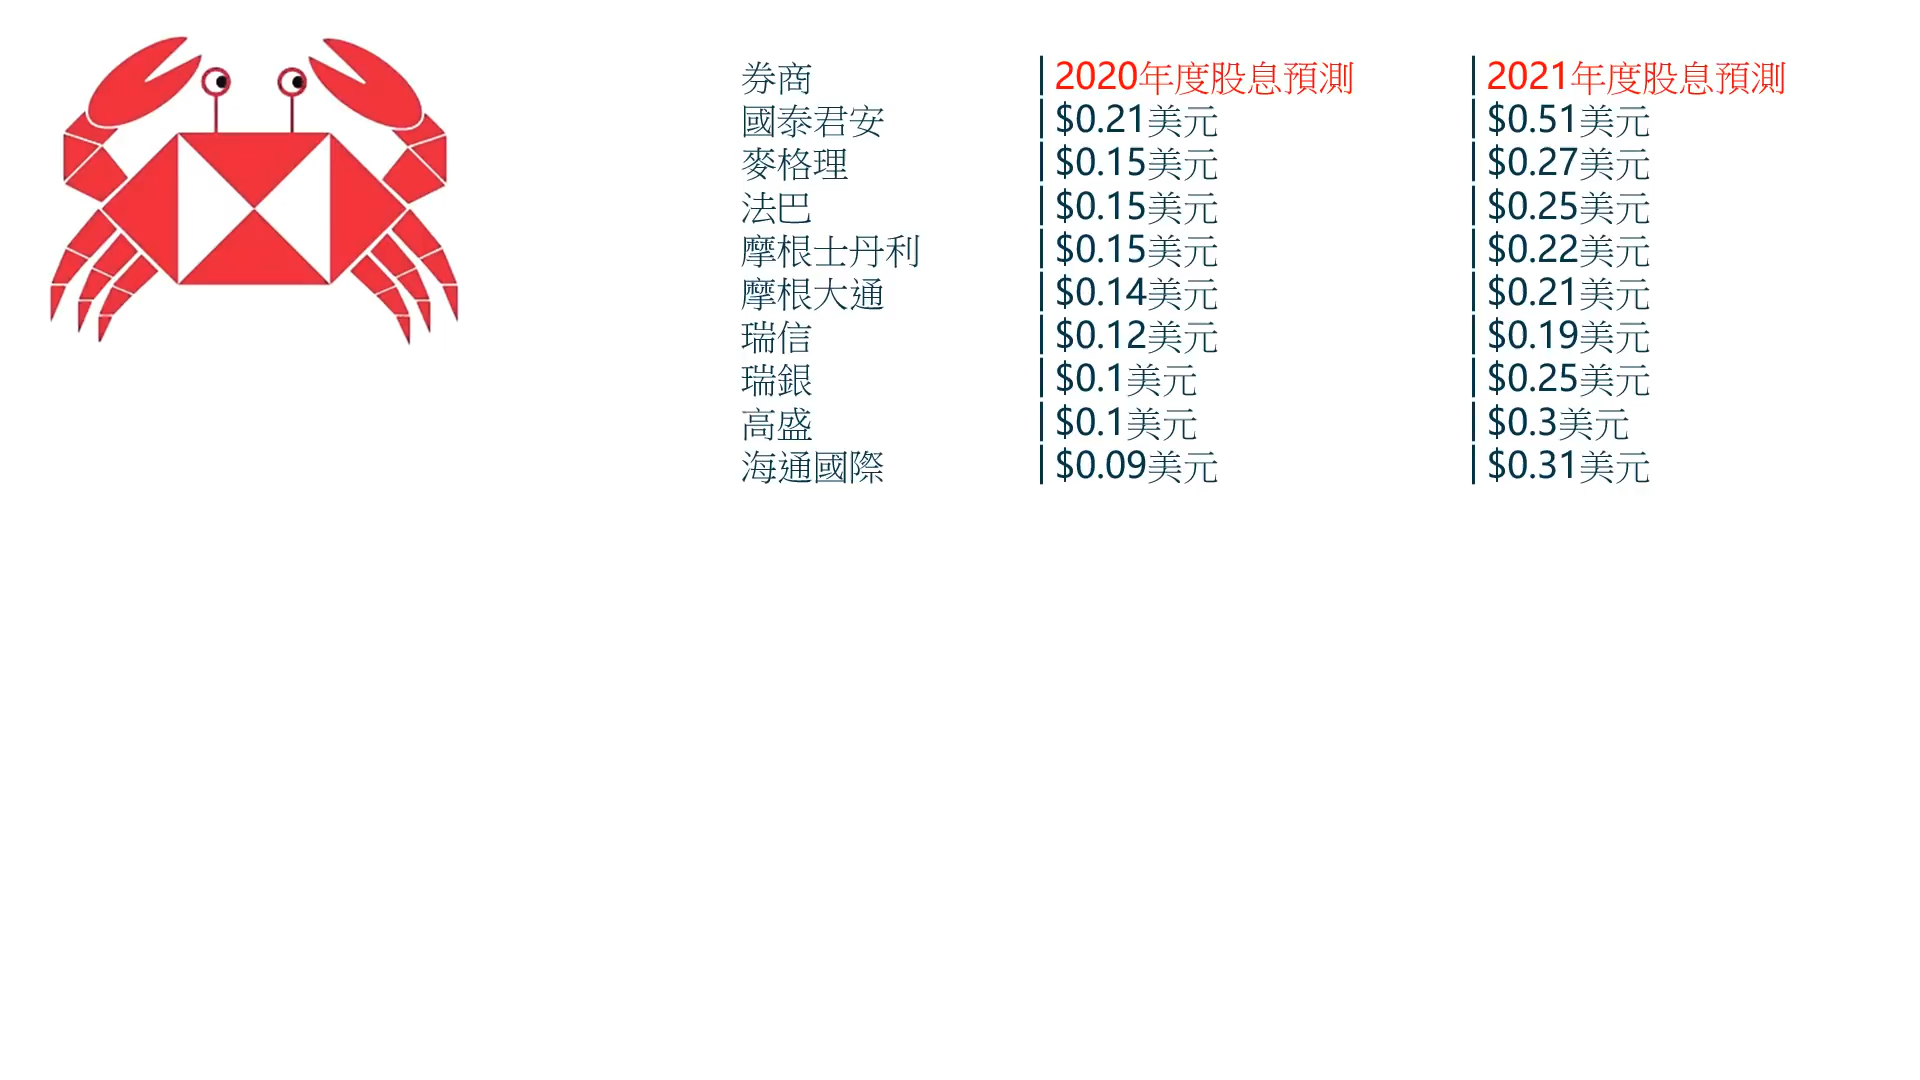 券商 | 2020年度股息預測 | 2021年度股息預測
國泰君安 | $0.21美元 | $0.51美元
麥格理 | $0.15美元 | $0.27美元
法巴 | $0.15美元 | $0.25美元
摩根士丹利 | $0.15美元 | $0.22美元
摩根大通 | $0.14美元 | $0.21美元
瑞信 | $0.12美元 | $0.19美元
瑞銀 | $0.1美元 | $0.25美元
高盛 | $0.1美元 | $0.3美元
海通國際 | $0.09美元 | $0.31美元